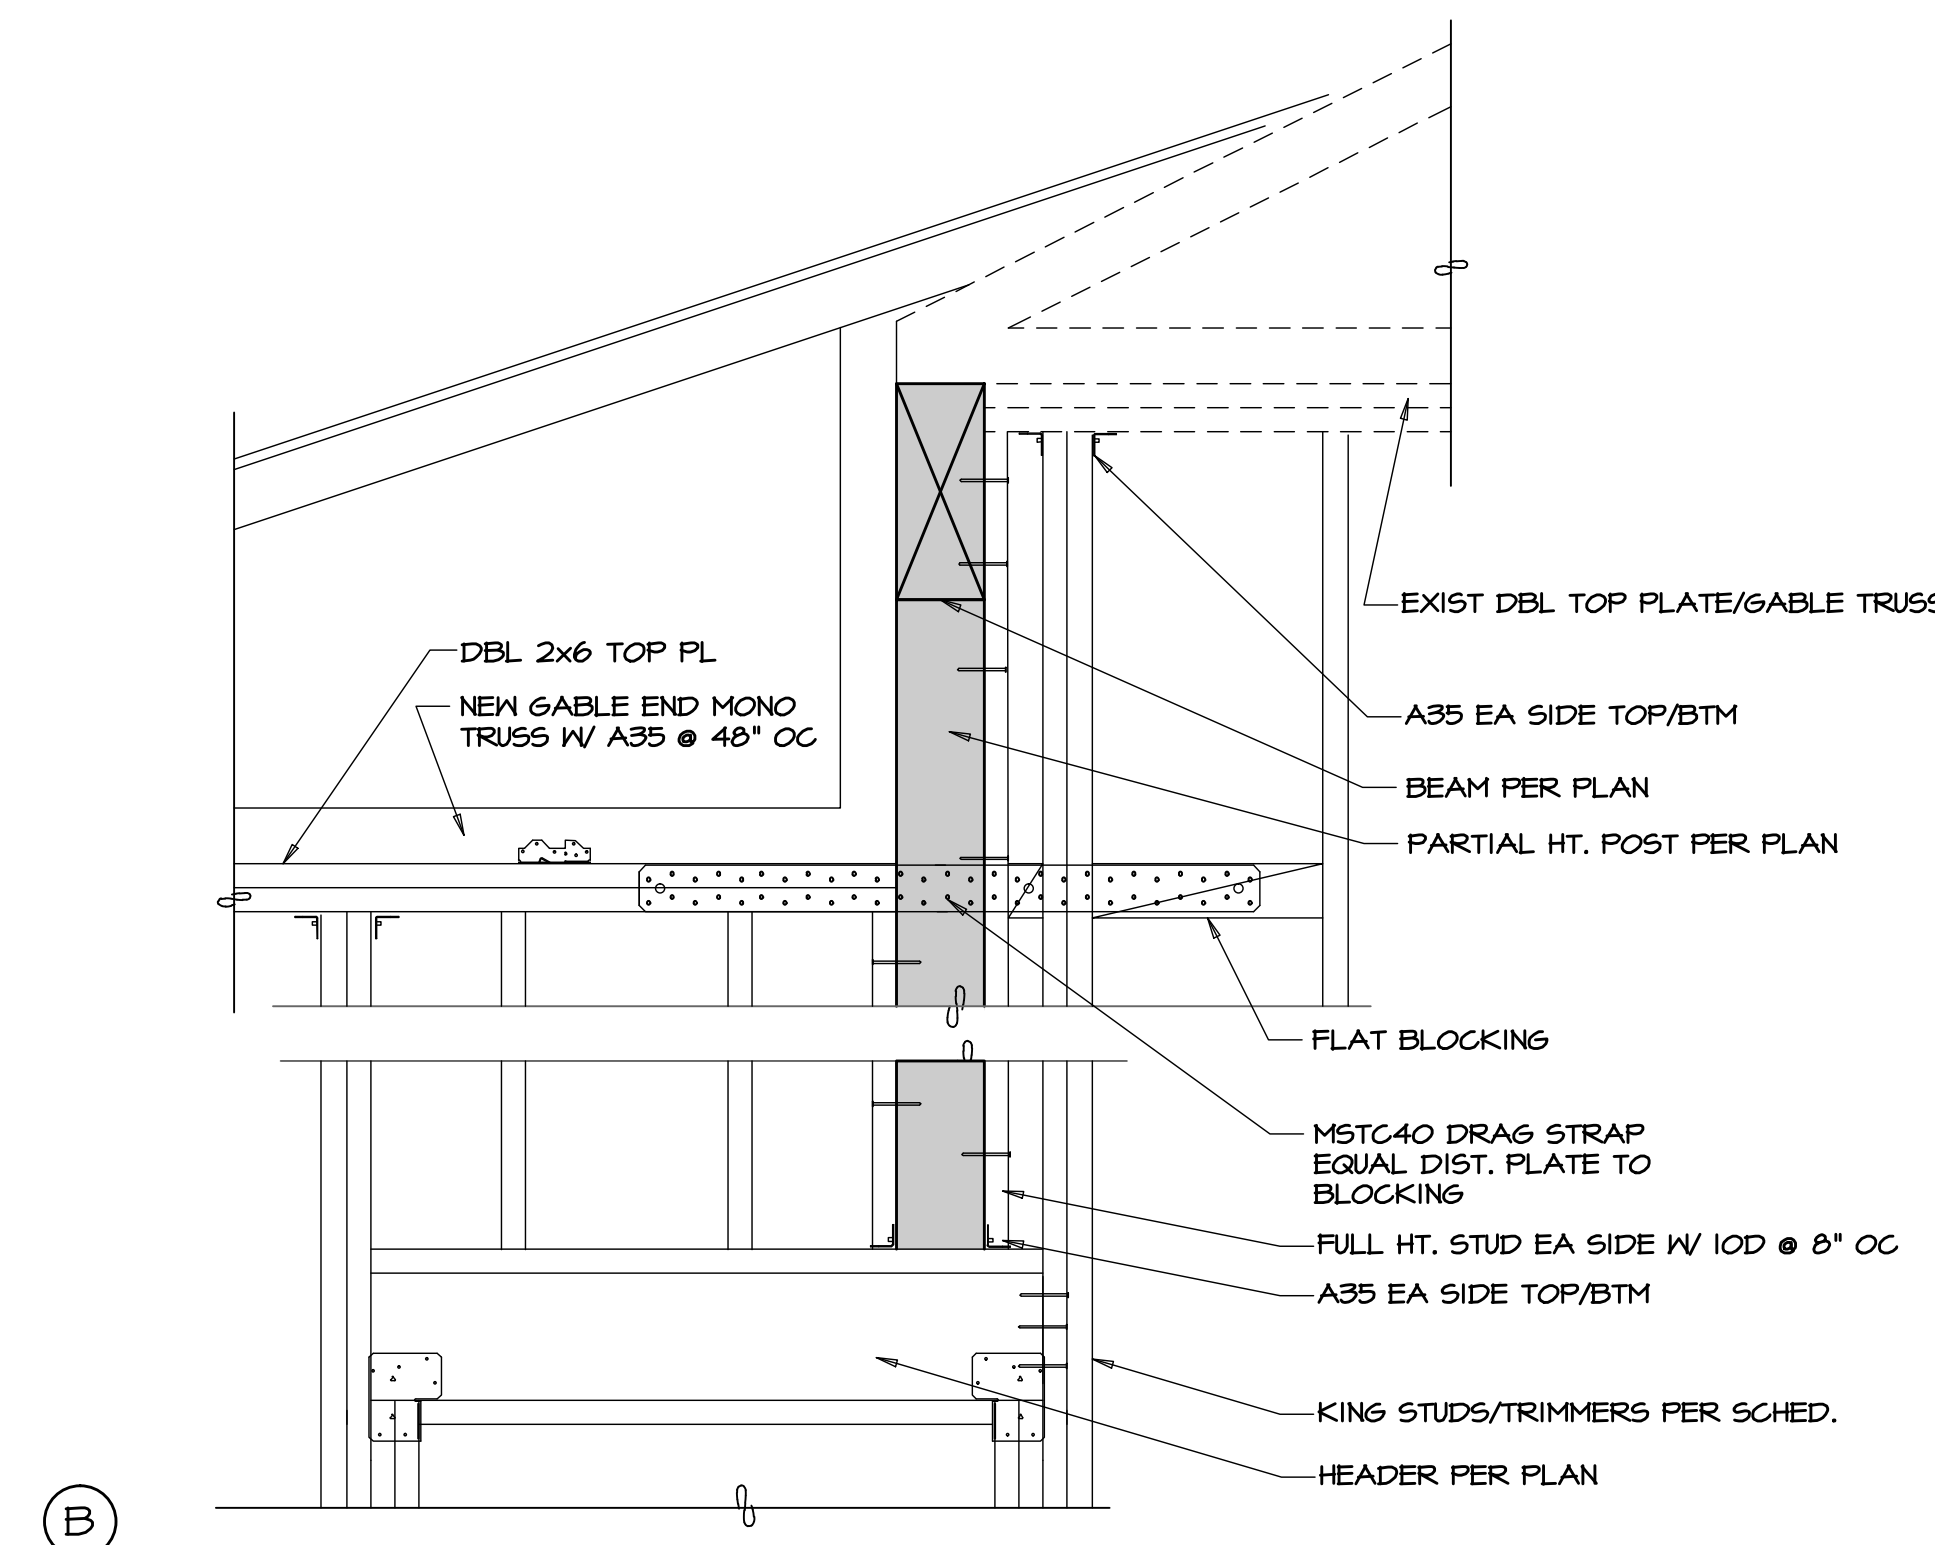 EXIST DBL TOP PLATE/GABLE TRUSS
DBL 2x6 TOP PL
NEW GABLE END MONO
TRUSS W/ A35 @ 48" OC
A35 EA SIDE TOP/BTM
BEAM PER PLAN
PARTIAL HT. POST PER PLAN
FLAT BLOCKING
MSTC40 DRAG STRAP
EQUAL DIST. PLATE TO
BLOCKING
FULL HT. STUD EA SIDE W/ 10D @ 8" OC
A35 EA SIDE TOP/BTM
KING STUDS/TRIMMERS PER SCHED.
HEADER PER PLAN
B